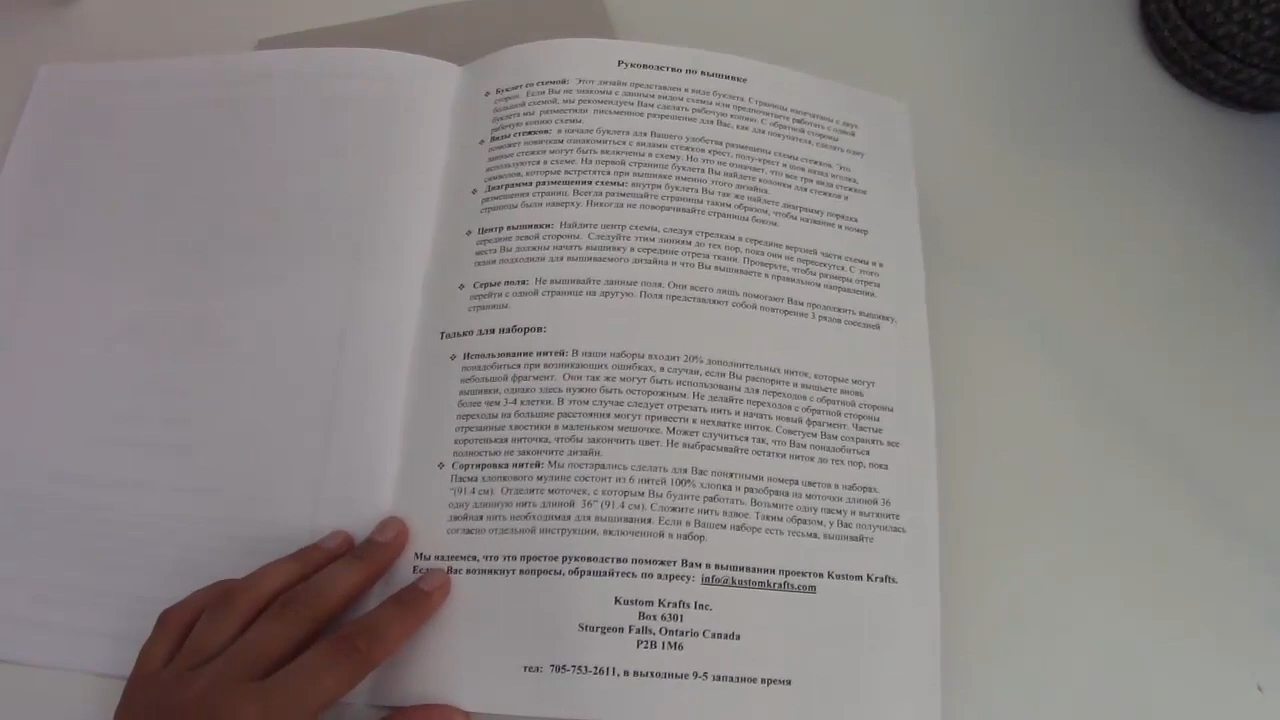 Руководство по вышивке
❖ Буклет со схемой: Этот дизайн представлен в виде буклета. Страницы напечатаны с двух
сторон. Если Вы не знакомы с данным видом схемы или предпочитаете работать с одной
большой схемой, мы рекомендуем Вам сделать рабочую копию. С обратной стороны
буклета мы разместили письменное разрешение для Вас, как для покупателя, сделать одну
рабочую копию схемы.
❖ Виды стежков: в начале буклета для Вашего удобства размещены схемы стежков. Это
поможет новичкам ознакомиться с видами стежков крест, полу-крест и шов назад иголка,
данные стежки могут быть включены в схему. Но это не означает, что все три вида стежков
используются в схеме. На первой странице буклета Вы найдете колонки для стежков и
символов, которые встретятся при вышивке именно этого дизайна.
❖ Диаграмма размещения схемы: внутри буклета Вы так же найдете диаграмму порядка
размещения страниц. Всегда размещайте страницы таким образом, чтобы название и номер
страницы были наверху. Никогда не поворачивайте страницы боком.
❖ Центр вышивки: Найдите центр схемы, следуя стрелкам в середине верхней части схемы и в
середине левой стороны. Следуйте этим линиям до тех пор, пока они не пересекутся. С этого
места Вы должны начать вышивку в середине отреза ткани. Проверьте, чтобы размеры отреза
ткани подходили для вышиваемого дизайна и что Вы вышиваете в правильном направлении.
❖ Серые поля: Не вышивайте данные поля. Они всего лишь помогают Вам продолжить вышивку,
перейти с одной странице на другую. Поля представляют собой повторение 3 рядов соседней
страницы.
Только для наборов:
❖ Использование нитей: В наши наборы входит 20% дополнительных ниток, которые могут
понадобиться при возникающих ошибках, в случаи, если Вы распорите и вышьете вновь
небольшой фрагмент. Они так же могут быть использованы для переходов с обратной стороны
вышивки, однако здесь нужно быть осторожным. Не делайте переходов с обратной стороны
более чем 3-4 клетки. В этом случае следует отрезать нить и начать новый фрагмент. Частые
переходы на большие расстояния могут привести к нехватке ниток. Советуем Вам сохранять все
отрезанные хвостики в маленьком мешочке. Может случиться так, что Вам понадобиться
коротенькая ниточка, чтобы закончить цвет. Не выбрасывайте остатки ниток до тех пор, пока
полностью не закончите дизайн.
❖ Сортировка нитей: Мы постарались сделать для Вас понятными номера цветов в наборах.
Пасма хлопкового мулине состоит из 6 нитей 100% хлопка и разобрана на моточки длиной 36
"(91.4 см). Отделите моточек, с которым Вы будите работать. Возьмите одну пасму и вытяните
одну длинную нить длиной 36" (91.4 см). Сложите нить вдвое. Таким образом, у Вас получилась
двойная нить необходимая для вышивания. Если в Вашем наборе есть тесьма, вышивайте
согласно отдельной инструкции, включенной в набор.
Мы надеемся, что это простое руководство поможет Вам в вышивании проектов Kustom Krafts.
Вас возникнут вопросы, обращайтесь по адресу: info@kustomkrafts.com
Kustom Krafts Inc.
Box 6301
Sturgeon Falls, Ontario Canada
P2B 1M6
тел: 705-753-2611, в выходные 9-5 западное время